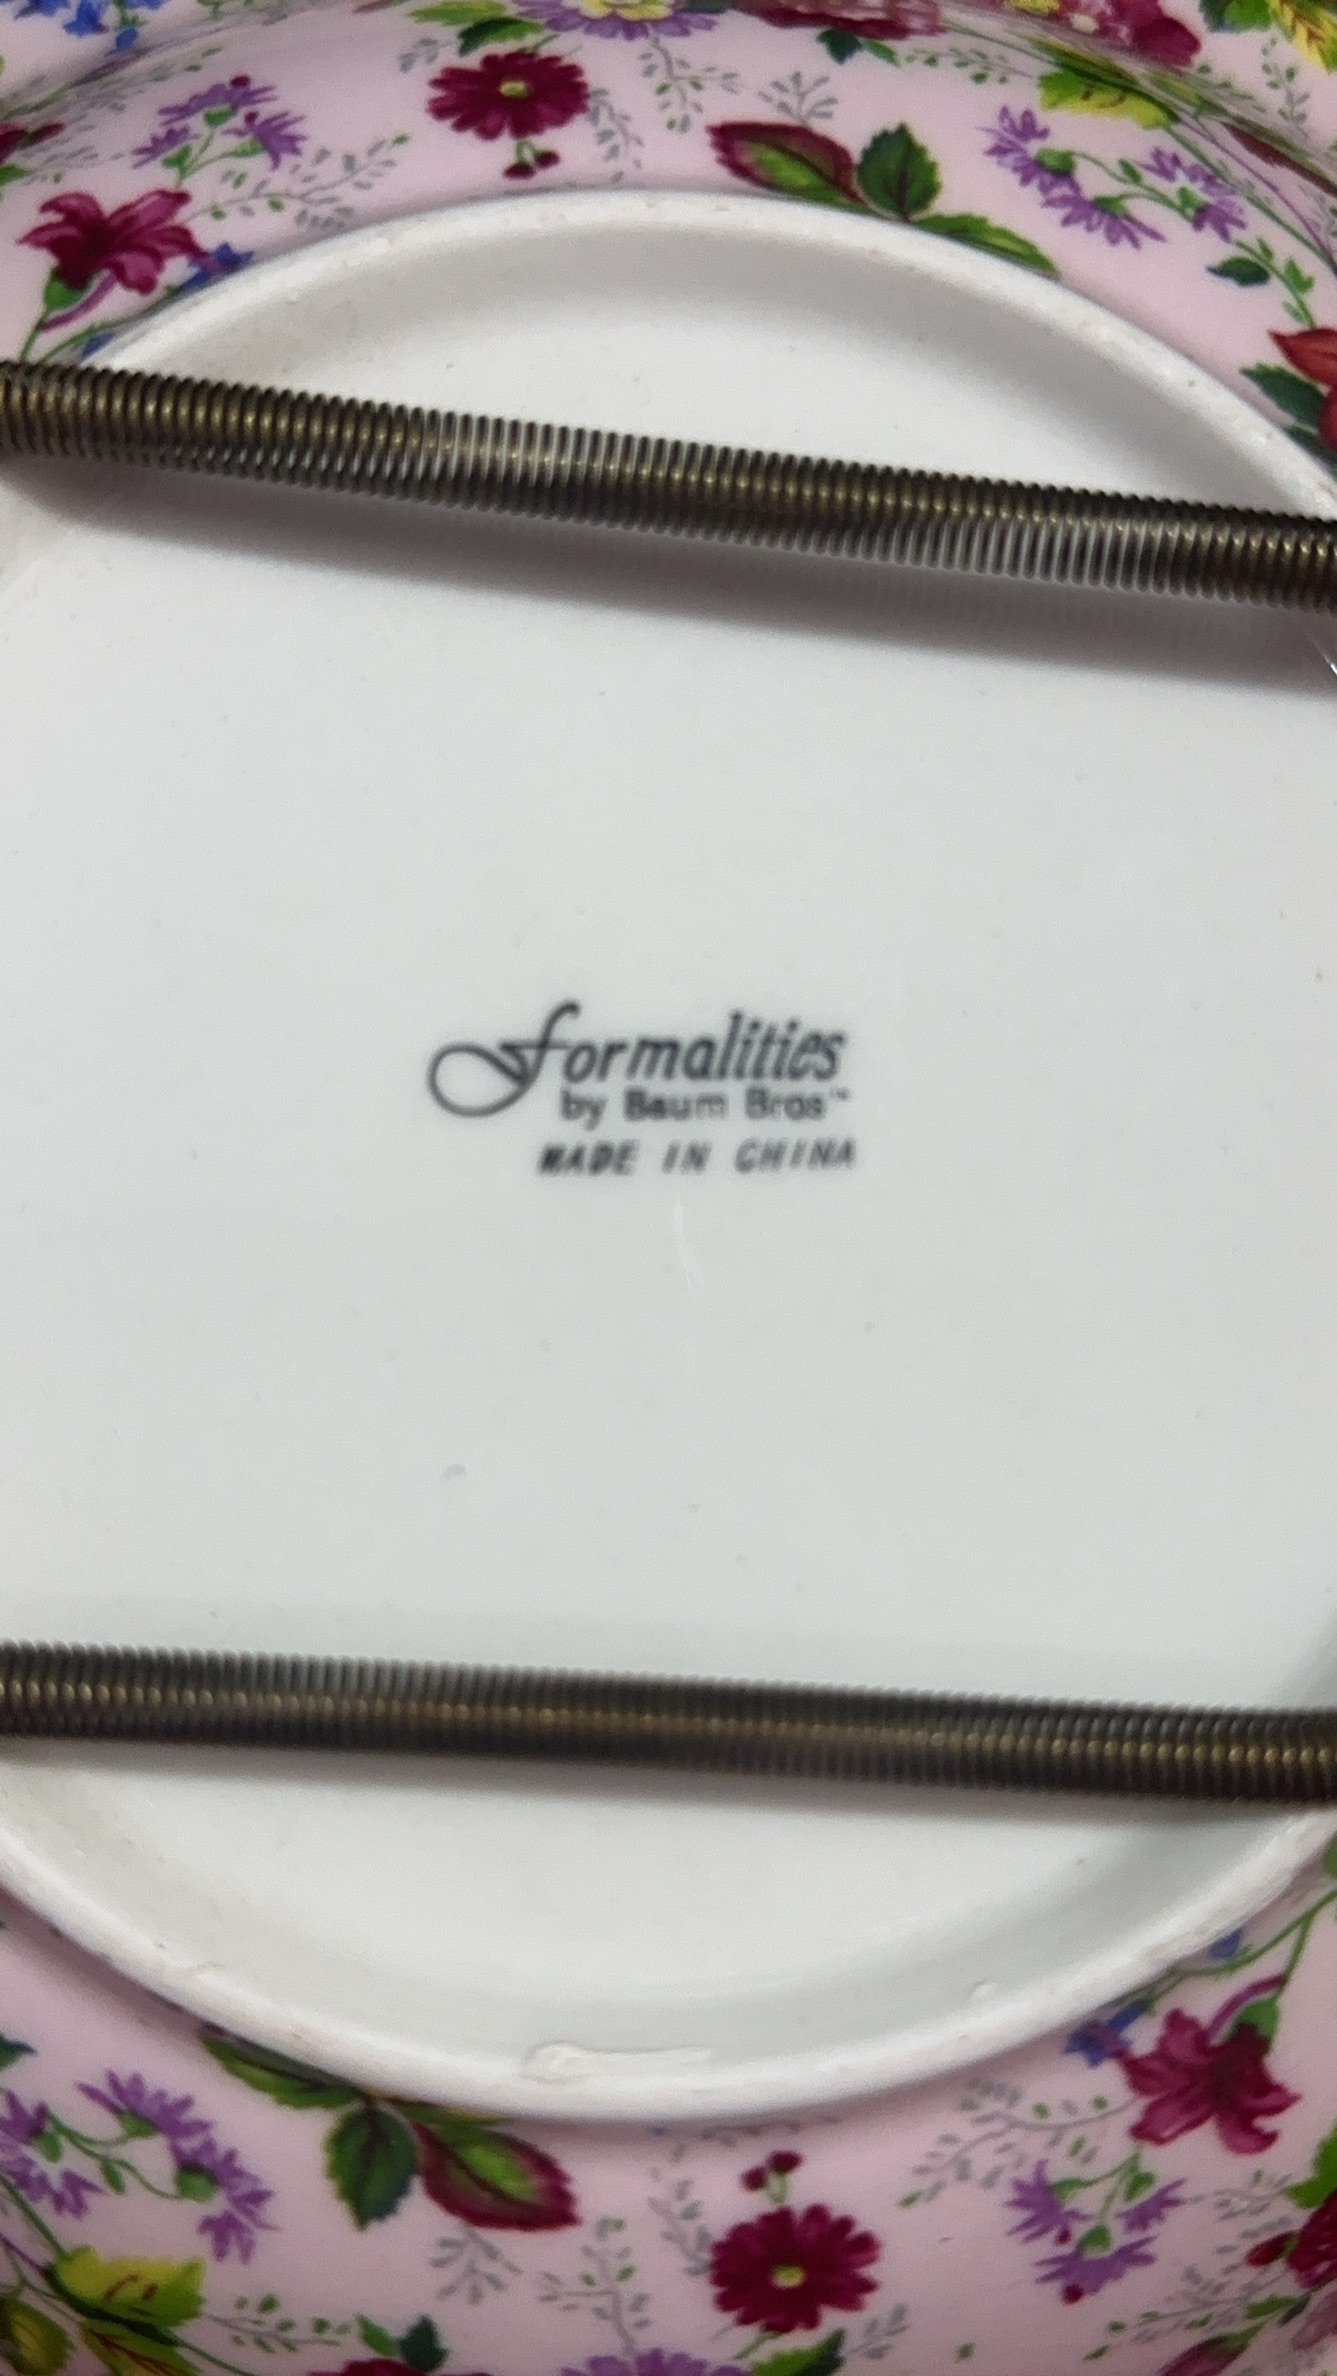 formalities
by Baum Bros™
MADE IN CHINA